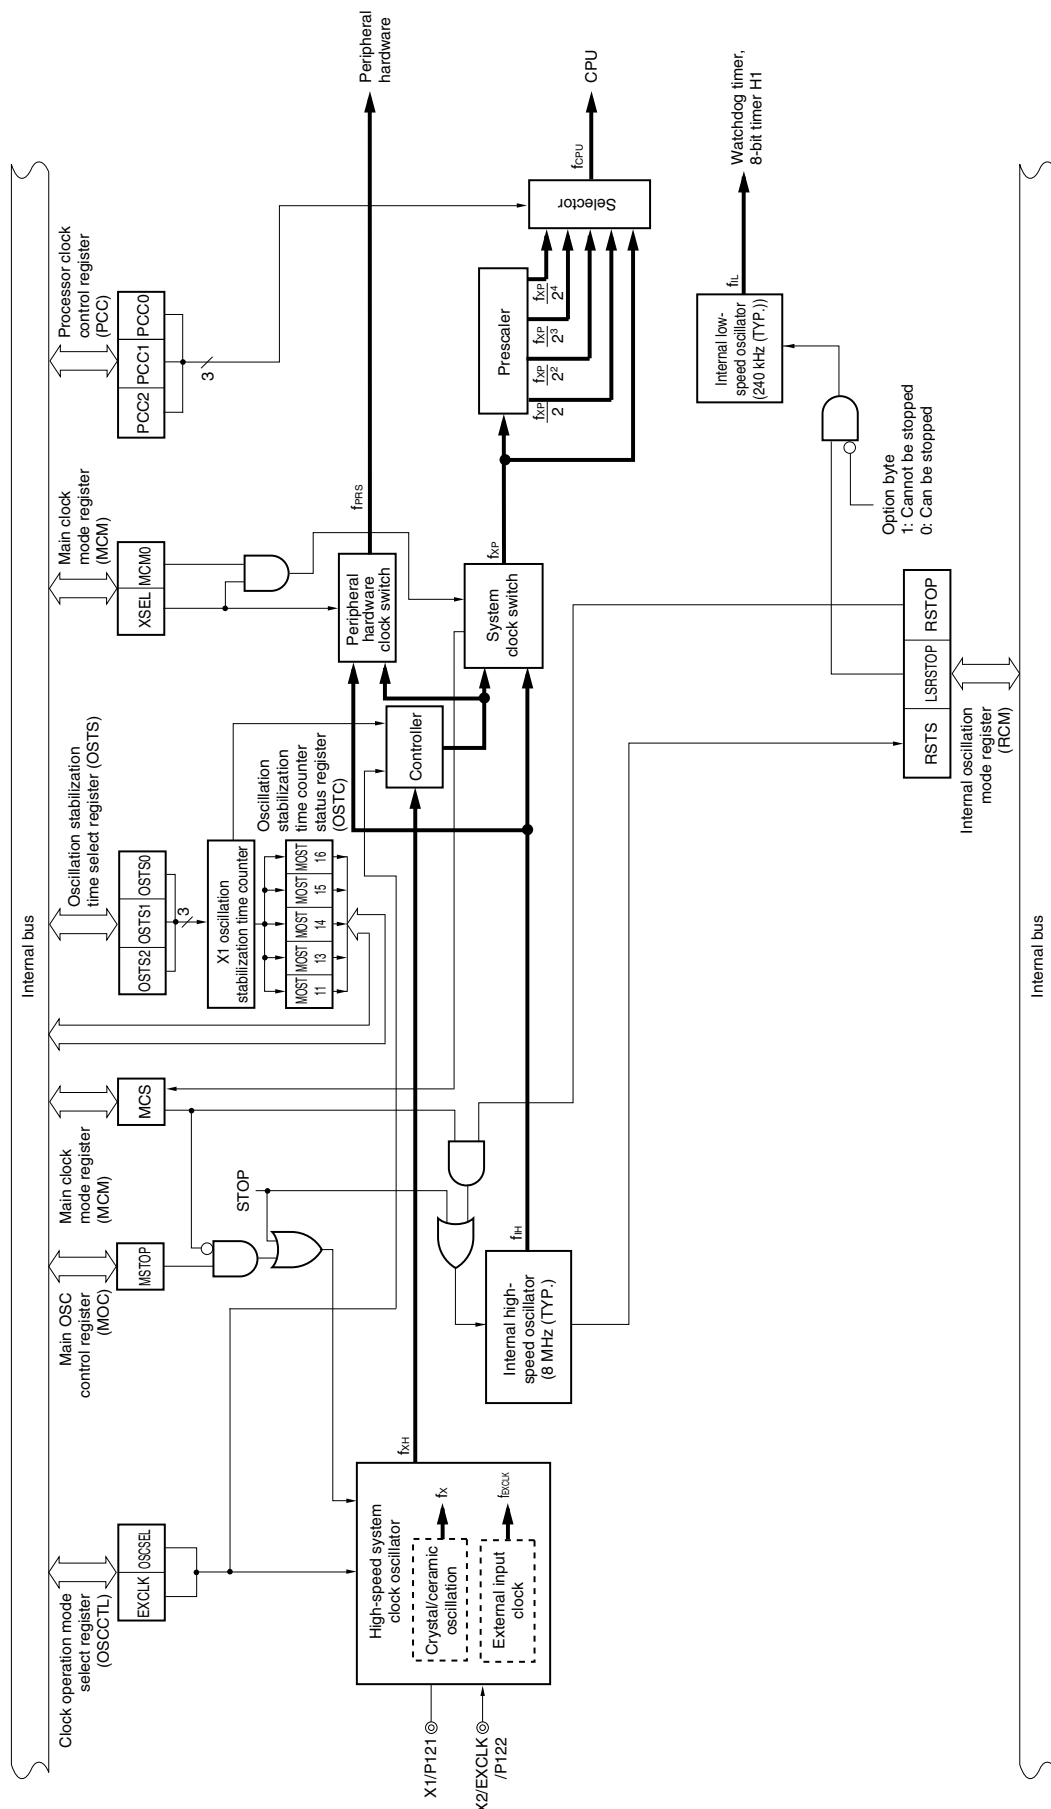 Internal bus
Clock operation mode
select register
(OSCCTL)
EXCLK
OSCSEL
Main OSC
control register
(MOC)
MSTOP
Main clock
mode register
(MCM)
MCS
Oscillation stabilization
time select register (OSTS)
OSTS2
OSTS1
OSTS0
3
Main clock
mode register
(MCM)
XSEL
MCM0
Processor clock
control register
(PCC)
PCC2
PCC1
PCC0
3
STOP
X1 oscillation
stabilization time counter
MOST
11
MOST
13
MOST
14
MOST
15
MOST
16
Oscillation
stabilization
time counter
status register
(OSTC)
Controller
Peripheral
hardware
clock switch
fPRS
Peripheral
hardware
High-speed system
clock oscillator
fXH
Crystal/ceramic
oscillation
fX
External input
clock
fEXCLK
X1/P121
X2/EXCLK
/P122
Internal high-
speed oscillator
(8 MHz (TYP.)
fIH
System
clock switch
fXP
Prescaler
fXP
2
fXP
2²
fXP
2³
fXP
2⁴
Selector
fCPU
CPU
Internal low-
speed oscillator
(240 kHz (TYP.))
fIL
Watchdog timer,
8-bit timer H1
Option byte
1: Cannot be stopped
0: Can be stopped
RSTS
LSRSTOP
RSTOP
Internal oscillation
mode register
(RCM)
Internal bus